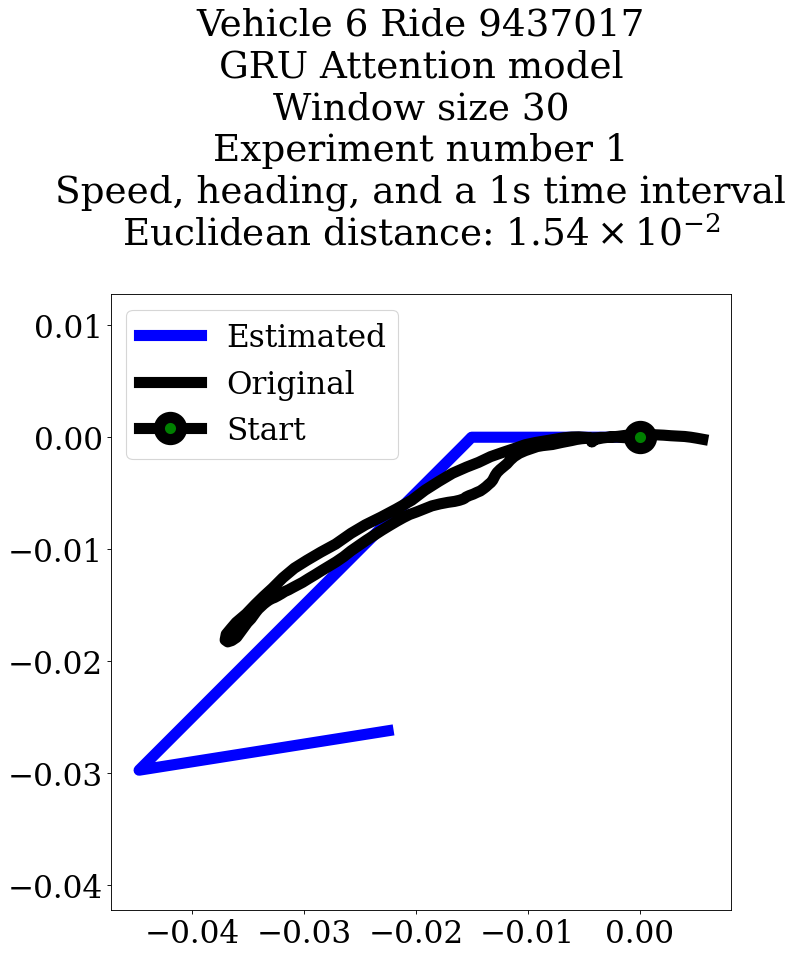 Vehicle 6 Ride 9437017
GRU Attention model
Window size 30
Experiment number 1
Speed, heading, and a 1s time interval
Euclidean distance: 1.54 × 10⁻²
Estimated
Original
Start
0.01
0.00
−0.01
−0.02
−0.03
−0.04
−0.04 −0.03 −0.02 −0.01 0.00